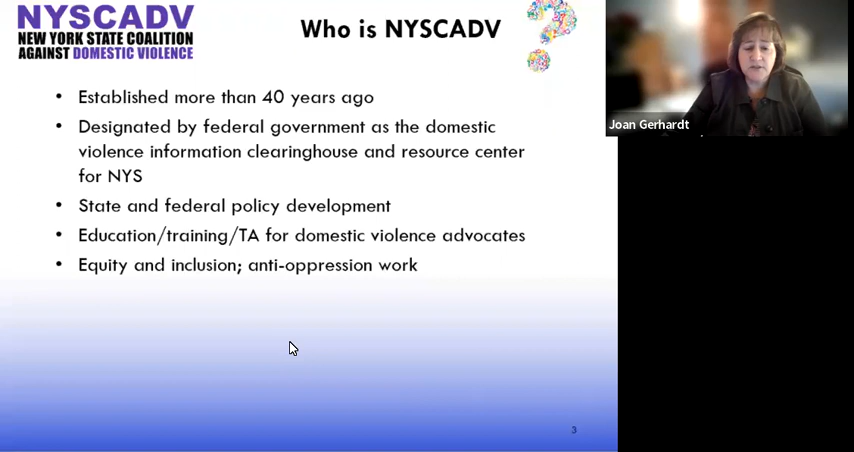 NYSCADV
NEW YORK STATE COALITION
AGAINST DOMESTIC VIOLENCE
Who is NYSCADV
• Established more than 40 years ago
• Designated by federal government as the domestic
violence information clearinghouse and resource center
for NYS
• State and federal policy development
• Education/training/TA for domestic violence advocates
• Equity and inclusion; anti-oppression work
3
Joan Gerhardt